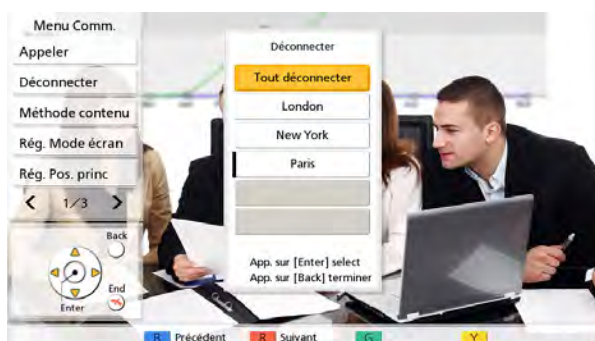 Menu Comm.
Appeler
Déconnecter
Méthode contenu
Rég. Mode écran
Rég. Pos. princ
< 1/3 >
Back
End
Enter
Déconnecter
Tout déconnecter
London
New York
Paris
App. sur [Enter] select
App. sur [Back] terminer
B Précédent R Suivant G Y